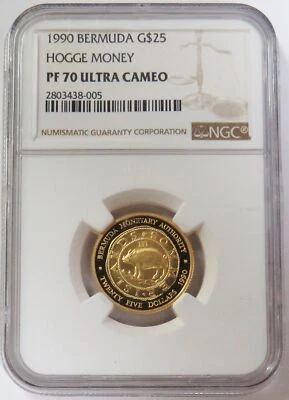 1990 BERMUDA G$25
HOGGE MONEY
PF 70 ULTRA CAMEO
2803438-005
NUMISMATIC GUARANTY CORPORATION
NGC®
BERMUDA MONETARY AUTHORITY
TWENTY FIVE DOLLARS 1990